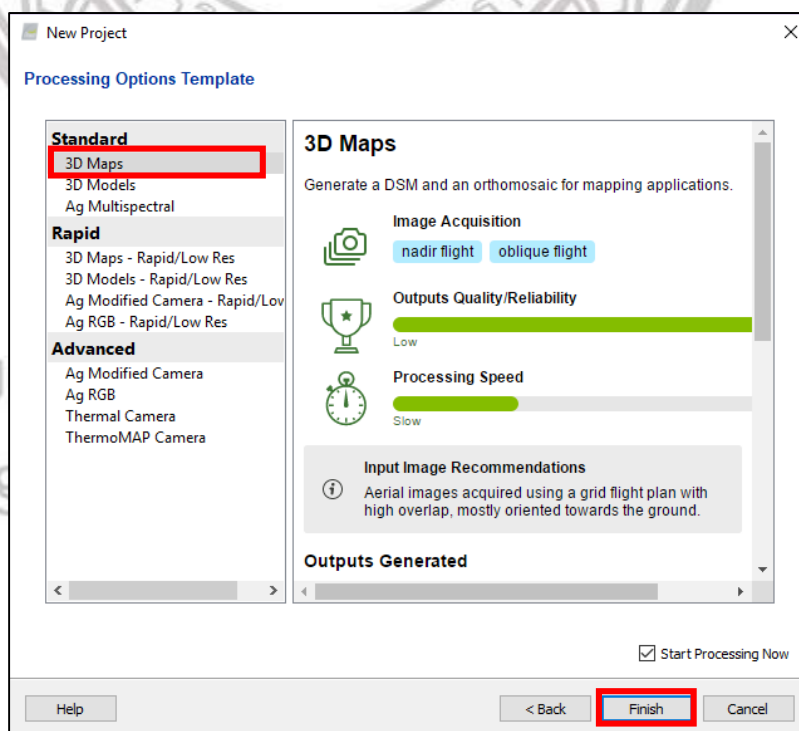 New Project
Processing Options Template
Standard
3D Maps
3D Models
Ag Multispectral
Rapid
3D Maps - Rapid/Low Res
3D Models - Rapid/Low Res
Ag Modified Camera - Rapid/Lov
Ag RGB - Rapid/Low Res
Advanced
Ag Modified Camera
Ag RGB
Thermal Camera
ThermoMAP Camera
3D Maps
Generate a DSM and an orthomosaic for mapping applications.
Image Acquisition
nadir flight oblique flight
Outputs Quality/Reliability
Low
Processing Speed
Slow
Input Image Recommendations
Aerial images acquired using a grid flight plan with
high overlap, mostly oriented towards the ground.
Outputs Generated
Start Processing Now
Help < Back Finish Cancel